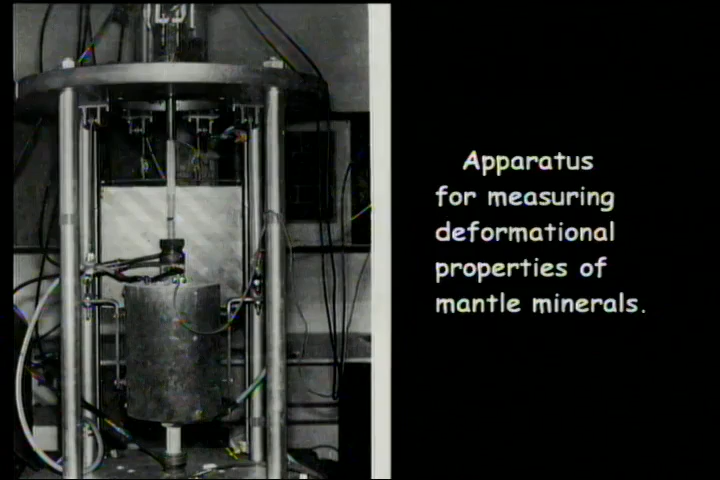 Apparatus
for measuring
deformational
properties of
mantle minerals.